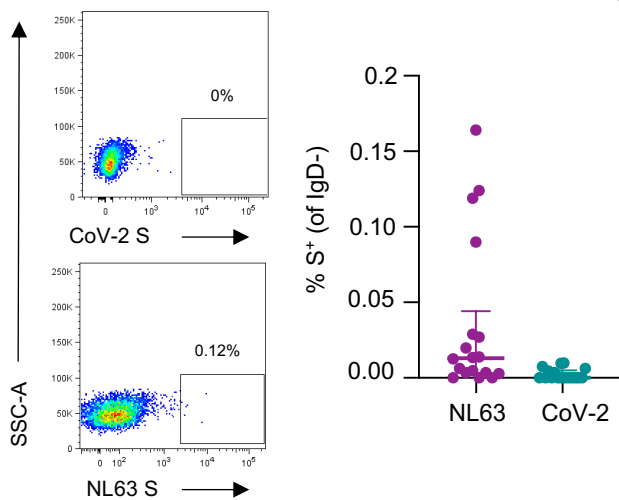 250K
200K
150K
100K
50K
0
0%
0 10³ 10⁴ 10⁵
CoV-2 S
250K
200K
150K
100K
50K
0
0.12%
0 10² 10³ 10⁴ 10⁵
NL63 S
SSC-A
0.2
0.15
0.10
0.05
0.00
% S⁺ (of IgD-)
NL63 CoV-2